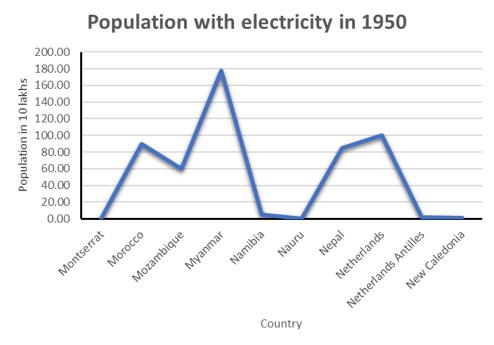 Population with electricity in 1950
Population in 10 lakhs
200.00
180.00
160.00
140.00
120.00
100.00
80.00
60.00
40.00
20.00
0.00
Montserrat
Morocco
Mozambique
Myanmar
Namibia
Nauru
Nepal
Netherlands
Netherlands Antilles
New Caledonia
Country